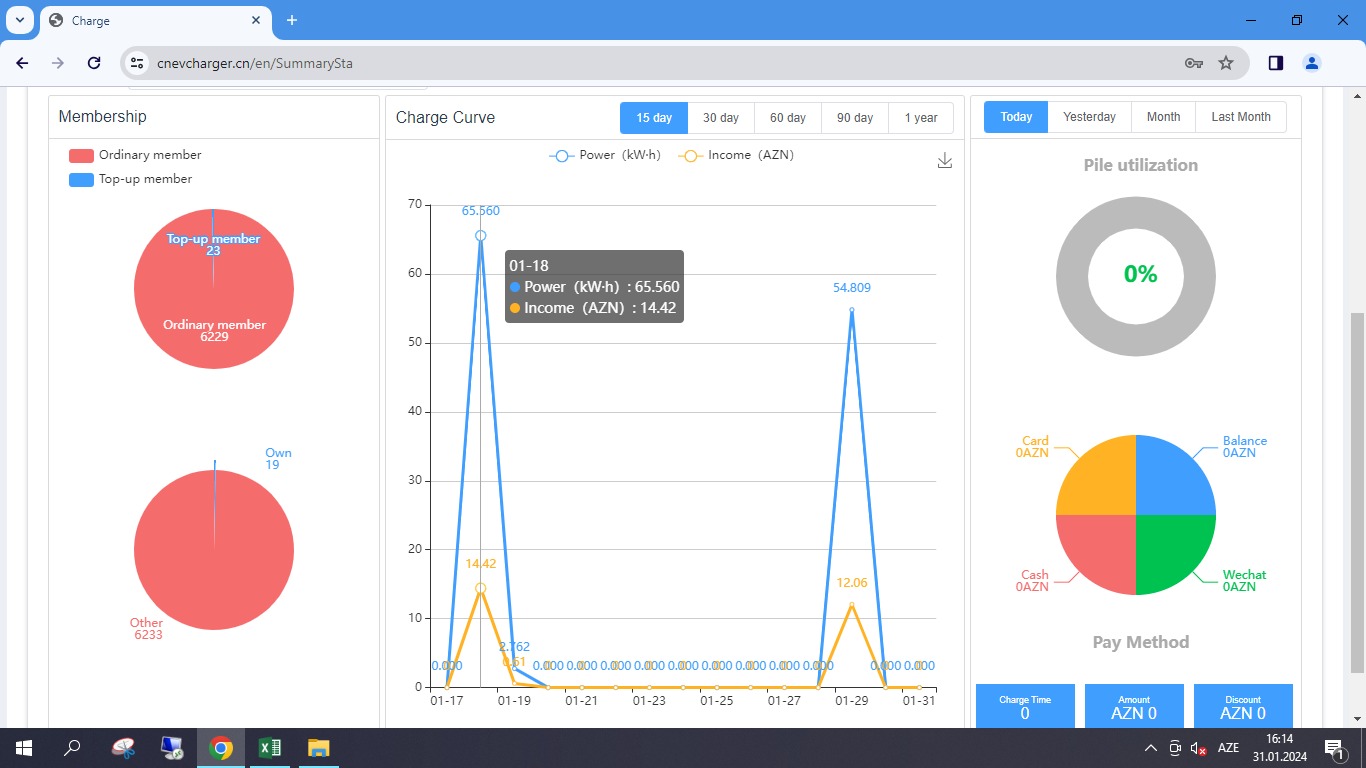 Charge
cnevcharger.cn/en/SummarySta
Membership
Ordinary member
Top-up member
Top-up member
23
Ordinary member
6229
Own
19
Other
6233
Charge Curve
15 day
30 day
60 day
90 day
1 year
Power（kW·h）
Income（AZN）
70
60
50
40
30
20
10
0
65.560
01-18
Power（kW·h）: 65.560
Income（AZN）: 14.42
54.809
14.42
12.06
2.762
0.61
0.000 0.000 0.000 0.000 0.000 0.000 0.000 0.000 0.000 0.000 0.000 0.000
01-17 01-19 01-21 01-23 01-25 01-27 01-29 01-31
Today
Yesterday
Month
Last Month
Pile utilization
0%
Card
0AZN
Balance
0AZN
Cash
0AZN
Wechat
0AZN
Pay Method
Charge Time
0
Amount
AZN 0
Discount
AZN 0
AZE
16:14
31.01.2024
1